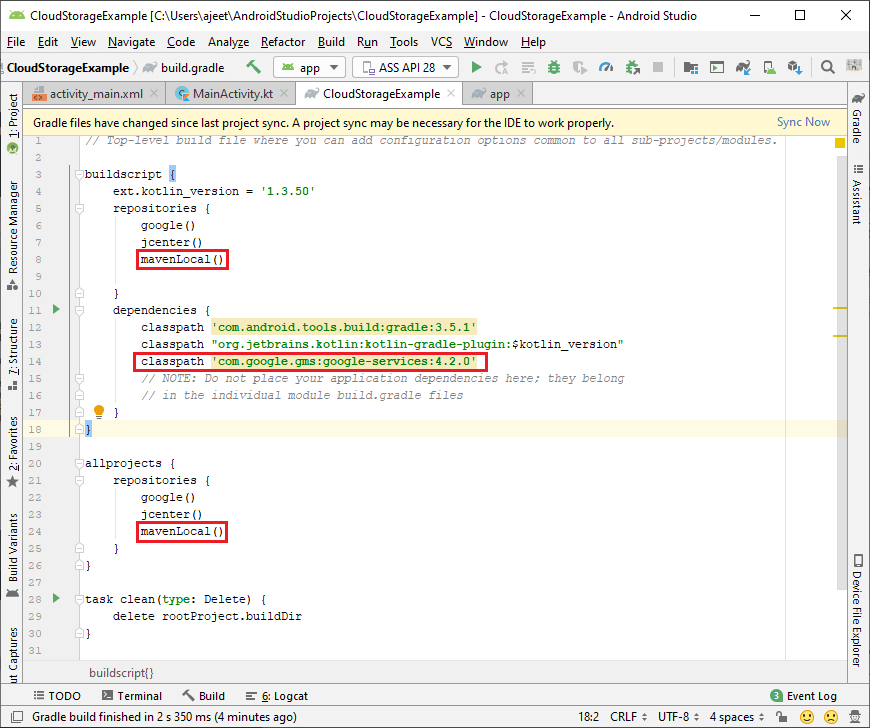 CloudStorageExample [C:\Users\ajeet\AndroidStudioProjects\CloudStorageExample] - CloudStorageExample - Android Studio
File Edit View Navigate Code Analyze Refactor Build Run Tools VCS Window Help
CloudStorageExample build.gradle app ASS API 28
activity_main.xml MainActivity.kt CloudStorageExample app
Gradle files have changed since last project sync. A project sync may be necessary for the IDE to work properly. Sync Now
1 // Top-level build file where you can add configuration options common to all sub-projects/modules.
2
3 buildscript {
4 ext.kotlin_version = '1.3.50'
5 repositories {
6 google()
7 jcenter()
8 mavenLocal()
9
10 }
11 dependencies {
12 classpath 'com.android.tools.build:gradle:3.5.1'
13 classpath "org.jetbrains.kotlin:kotlin-gradle-plugin:$kotlin_version"
14 classpath 'com.google.gms:google-services:4.2.0'
15 // NOTE: Do not place your application dependencies here; they belong
16 // in the individual module build.gradle files
17 }
18 }
19
20 allprojects {
21 repositories {
22 google()
23 jcenter()
24 mavenLocal()
25 }
26 }
27
28 task clean(type: Delete) {
29 delete rootProject.buildDir
30 }
31
buildscript{}
1: Project
Resource Manager
7: Structure
2: Favorites
Build Variants
ut Captures
Gradle
Assistant
Device File Explorer
TODO Terminal Build 6: Logcat 3 Event Log
Gradle build finished in 2 s 350 ms (4 minutes ago) 18:2 CRLF UTF-8 4 spaces